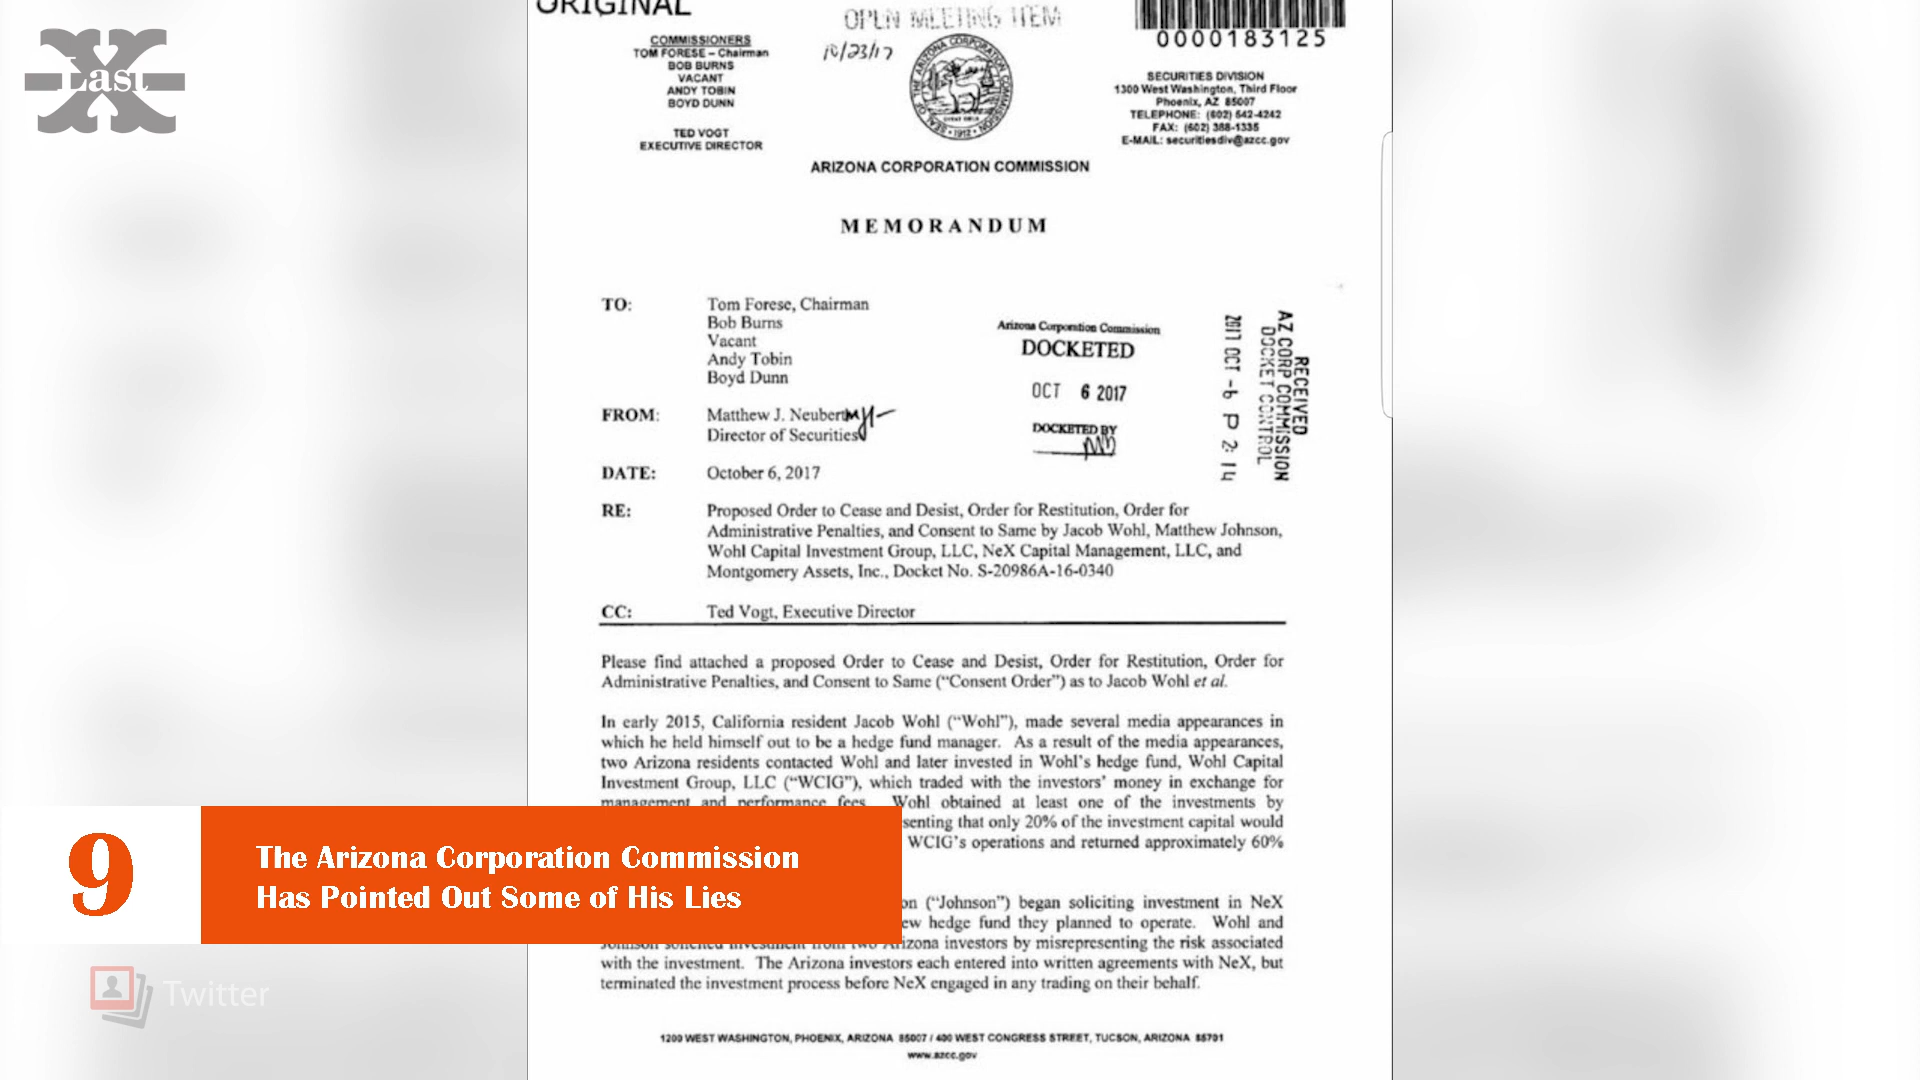 Last
ORIGINAL
OPEN MEETING ITEM
10/23/17
0000183125
COMMISSIONERS
TOM FORESE – Chairman
BOB BURNS
VACANT
ANDY TOBIN
BOYD DUNN
TED VOGT
EXECUTIVE DIRECTOR
SECURITIES DIVISION
1300 West Washington, Third Floor
Phoenix, AZ 85007
TELEPHONE: (602) 542-4242
FAX: (602) 388-1335
E-MAIL: securitiesdiv@azcc.gov
ARIZONA CORPORATION COMMISSION
MEMORANDUM
TO: Tom Forese, Chairman
Bob Burns
Vacant
Andy Tobin
Boyd Dunn
Arizona Corporation Commission
DOCKETED
OCT 6 2017
DOCKETED BY
RECEIVED
AZ CORP COMMISSION
DOCKET CONTROL
2017 OCT -6 P 2: 14
FROM: Matthew J. Neubert
Director of Securities
DATE: October 6, 2017
RE: Proposed Order to Cease and Desist, Order for Restitution, Order for
Administrative Penalties, and Consent to Same by Jacob Wohl, Matthew Johnson,
Wohl Capital Investment Group, LLC, NeX Capital Management, LLC, and
Montgomery Assets, Inc., Docket No. S-20986A-16-0340
CC: Ted Vogt, Executive Director
Please find attached a proposed Order to Cease and Desist, Order for Restitution, Order for
Administrative Penalties, and Consent to Same (“Consent Order”) as to Jacob Wohl et al.
In early 2015, California resident Jacob Wohl (“Wohl”), made several media appearances in
which he held himself out to be a hedge fund manager. As a result of the media appearances,
two Arizona residents contacted Wohl and later invested in Wohl’s hedge fund, Wohl Capital
Investment Group, LLC (“WCIG”), which traded with the investors’ money in exchange for
management and performance fees. Wohl obtained at least one of the investments by
senting that only 20% of the investment capital would
WCIG’s operations and returned approximately 60%
on (“Johnson”) began soliciting investment in NeX
ew hedge fund they planned to operate. Wohl and
Johnson solicited investment from two Arizona investors by misrepresenting the risk associated
with the investment. The Arizona investors each entered into written agreements with NeX, but
terminated the investment process before NeX engaged in any trading on their behalf.
1200 WEST WASHINGTON, PHOENIX, ARIZONA 85007 / 400 WEST CONGRESS STREET, TUCSON, ARIZONA 85701
www.azcc.gov
9
The Arizona Corporation Commission
Has Pointed Out Some of His Lies
Twitter